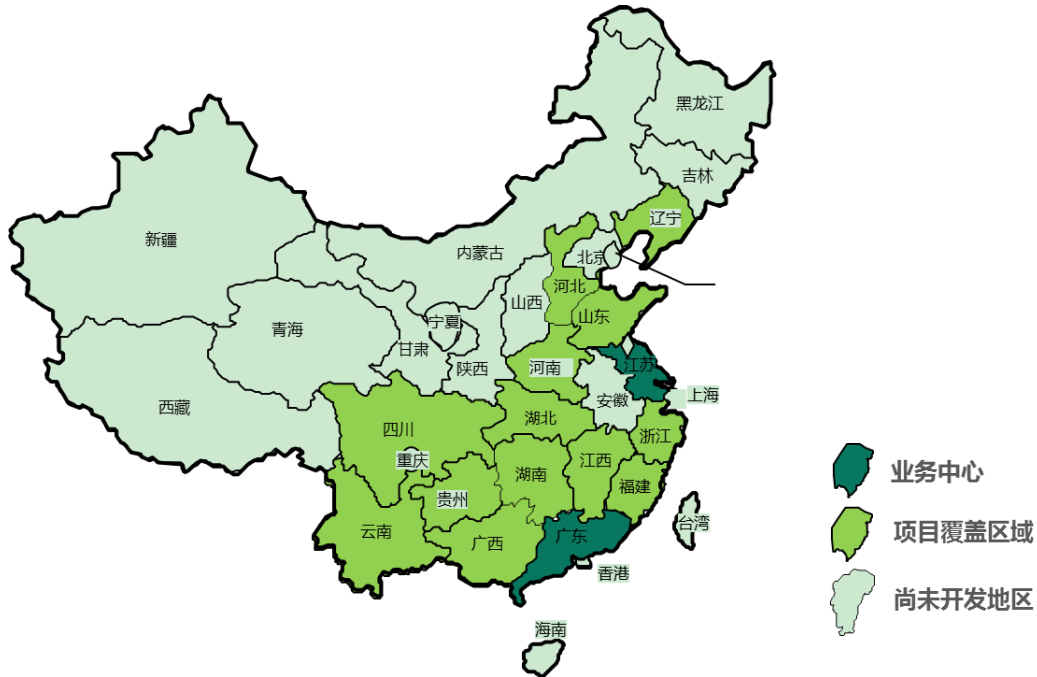 黑龙江
吉林
辽宁
新疆
内蒙古
北京
河北
山西
山东
宁夏
青海
甘肃
陕西
河南
江苏
西藏
安徽
上海
湖北
四川
浙江
重庆
江西
湖南
福建
贵州
云南
广西
广东
台湾
香港
海南
业务中心
项目覆盖区域
尚未开发地区